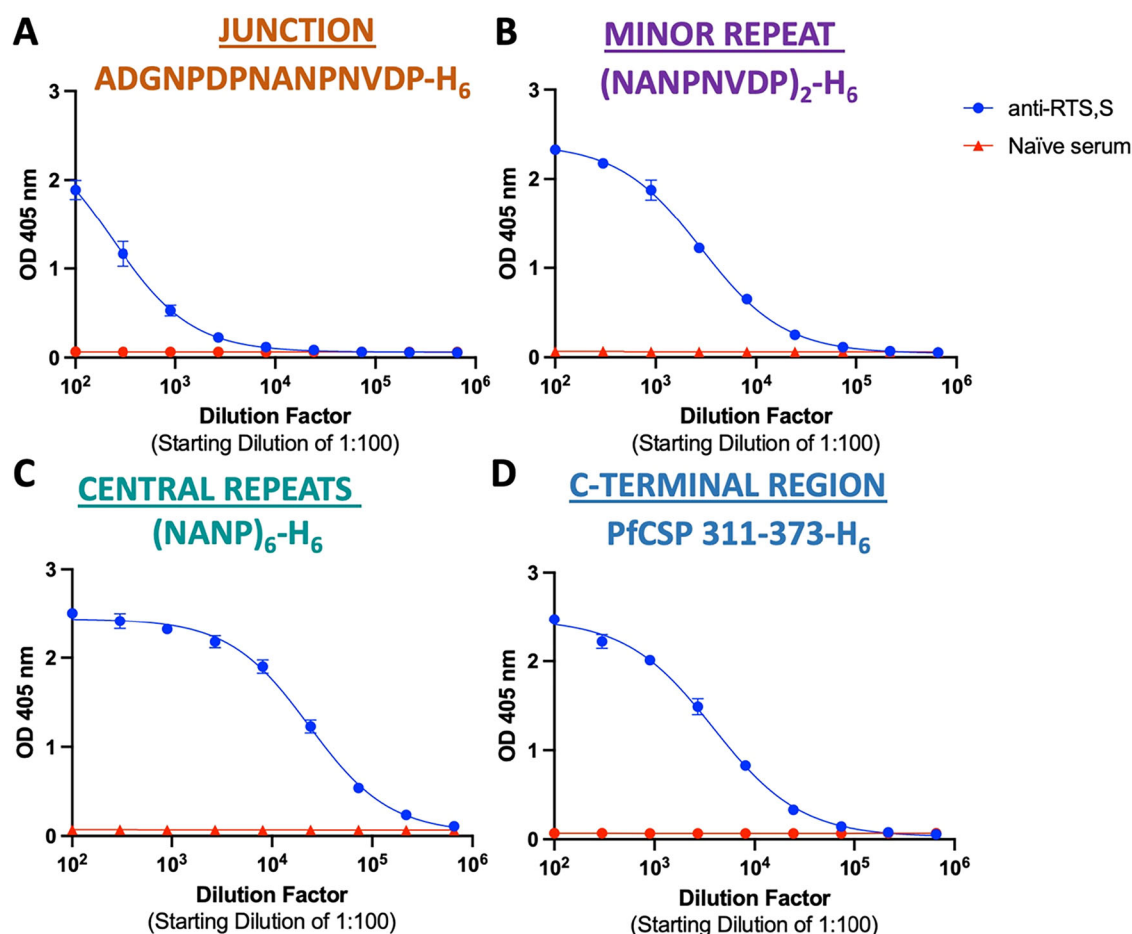 A
JUNCTION
ADGNPDPNANPNVDP-H6
3
2
1
0
OD 405 nm
10^2
10^3
10^4
10^5
10^6
Dilution Factor
(Starting Dilution of 1:100)
B
MINOR REPEAT
(NANPNVDP)2-H6
3
2
1
0
OD 405 nm
10^2
10^3
10^4
10^5
10^6
Dilution Factor
(Starting Dilution of 1:100)
anti-RTS,S
Naïve serum
C
CENTRAL REPEATS
(NANP)6-H6
3
2
1
0
OD 405 nm
10^2
10^3
10^4
10^5
10^6
Dilution Factor
(Starting Dilution of 1:100)
D
C-TERMINAL REGION
PfCSP 311-373-H6
3
2
1
0
OD 405 nm
10^2
10^3
10^4
10^5
10^6
Dilution Factor
(Starting Dilution of 1:100)